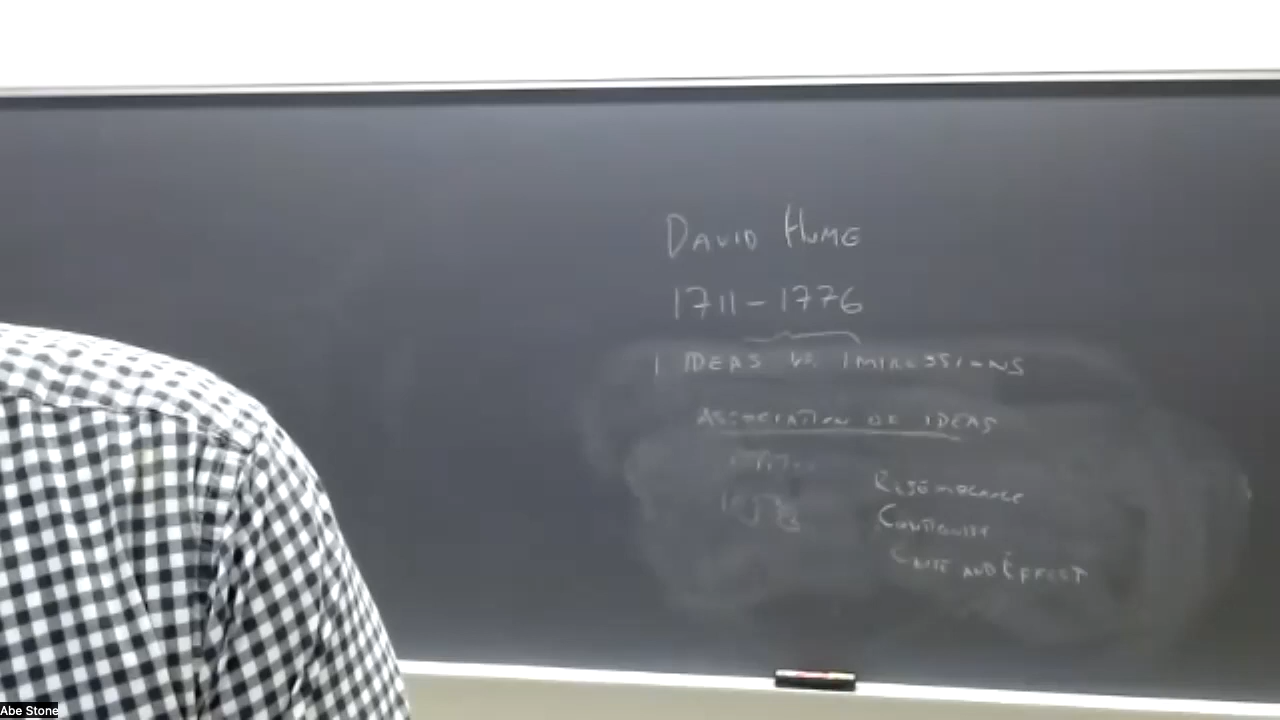 DAVID HUME
1711-1776
1 IDEAS VS IMPRESSIONS
ASSOCIATION OF IDEAS
RESEMBLANCE
CONTIGUITY
CAUSE AND EFFECT
Abe Stone